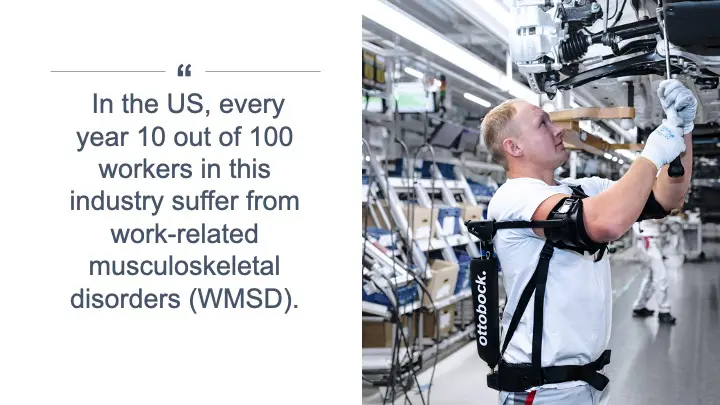 “
In the US, every
year 10 out of 100
workers in this
industry suffer from
work-related
musculoskeletal
disorders (WMSD).
ottobock.